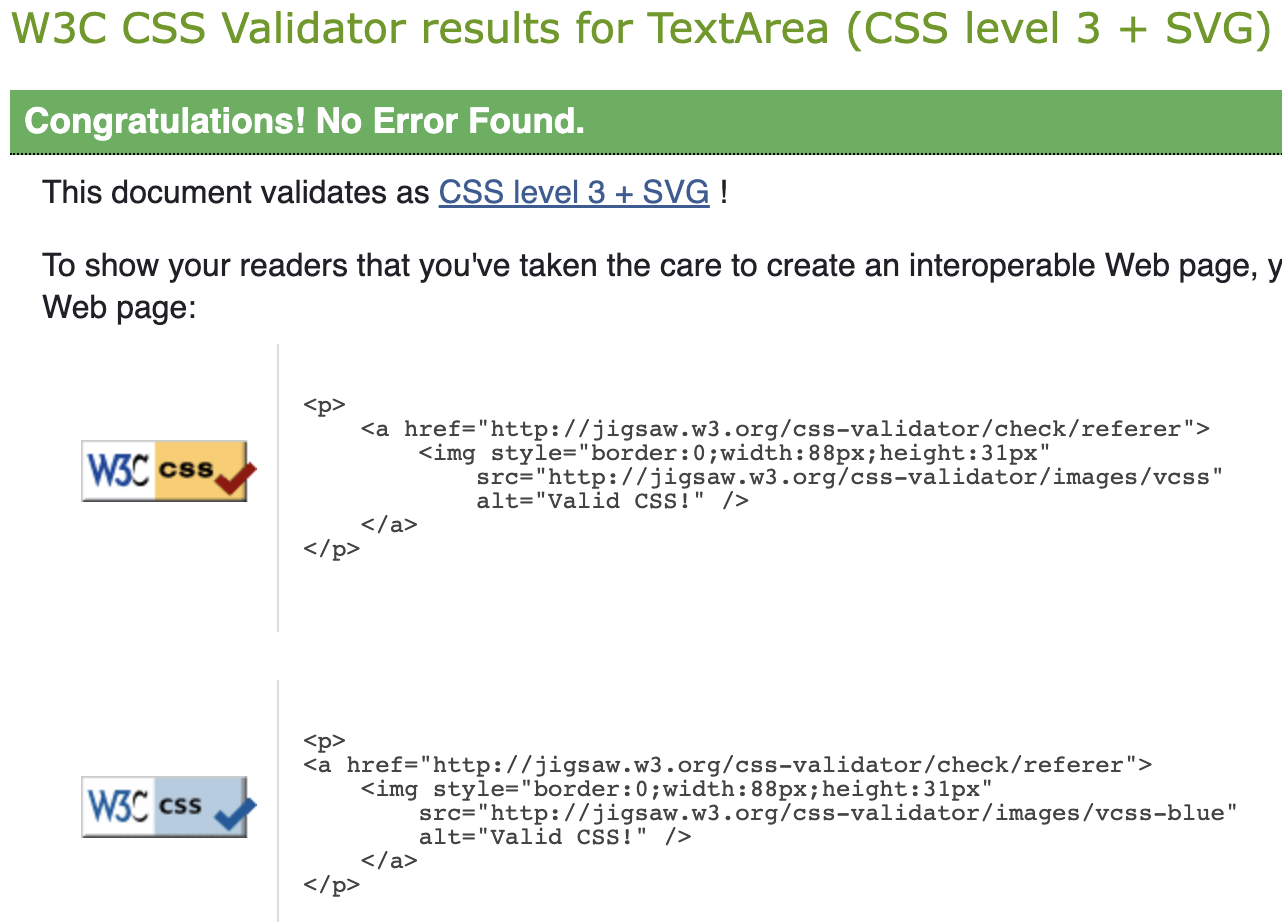 W3C CSS Validator results for TextArea (CSS level 3 + SVG)
Congratulations! No Error Found.
This document validates as CSS level 3 + SVG !
To show your readers that you've taken the care to create an interoperable Web page, y
Web page:
<p>
    <a href="http://jigsaw.w3.org/css-validator/check/referer">
        <img style="border:0;width:88px;height:31px"
W3C css
            src="http://jigsaw.w3.org/css-validator/images/vcss"
            alt="Valid CSS!" />
    </a>
</p>
<p>
<a href="http://jigsaw.w3.org/css-validator/check/referer">
    <img style="border:0;width:88px;height:31px"
W3C css
        src="http://jigsaw.w3.org/css-validator/images/vcss-blue"
        alt="Valid CSS!" />
    </a>
</p>